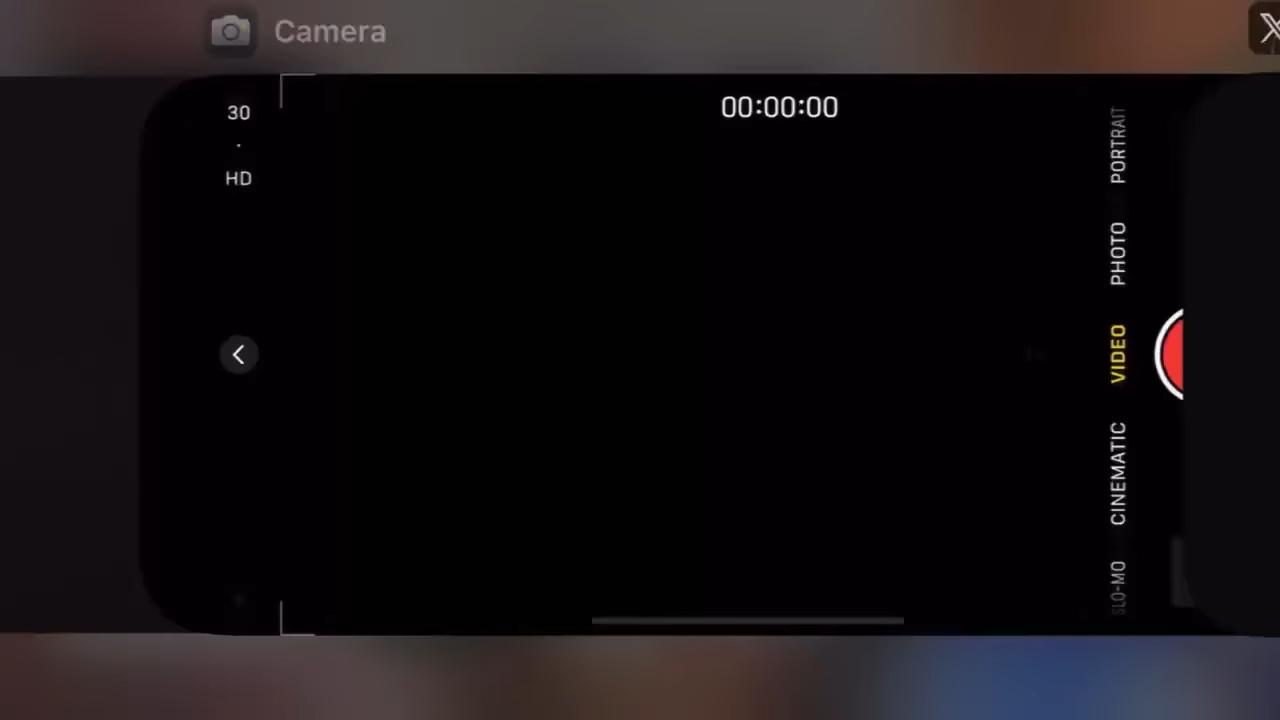 Camera
30
HD
00:00:00
PORTRAIT
PHOTO
VIDEO
CINEMATIC
SLO-MO